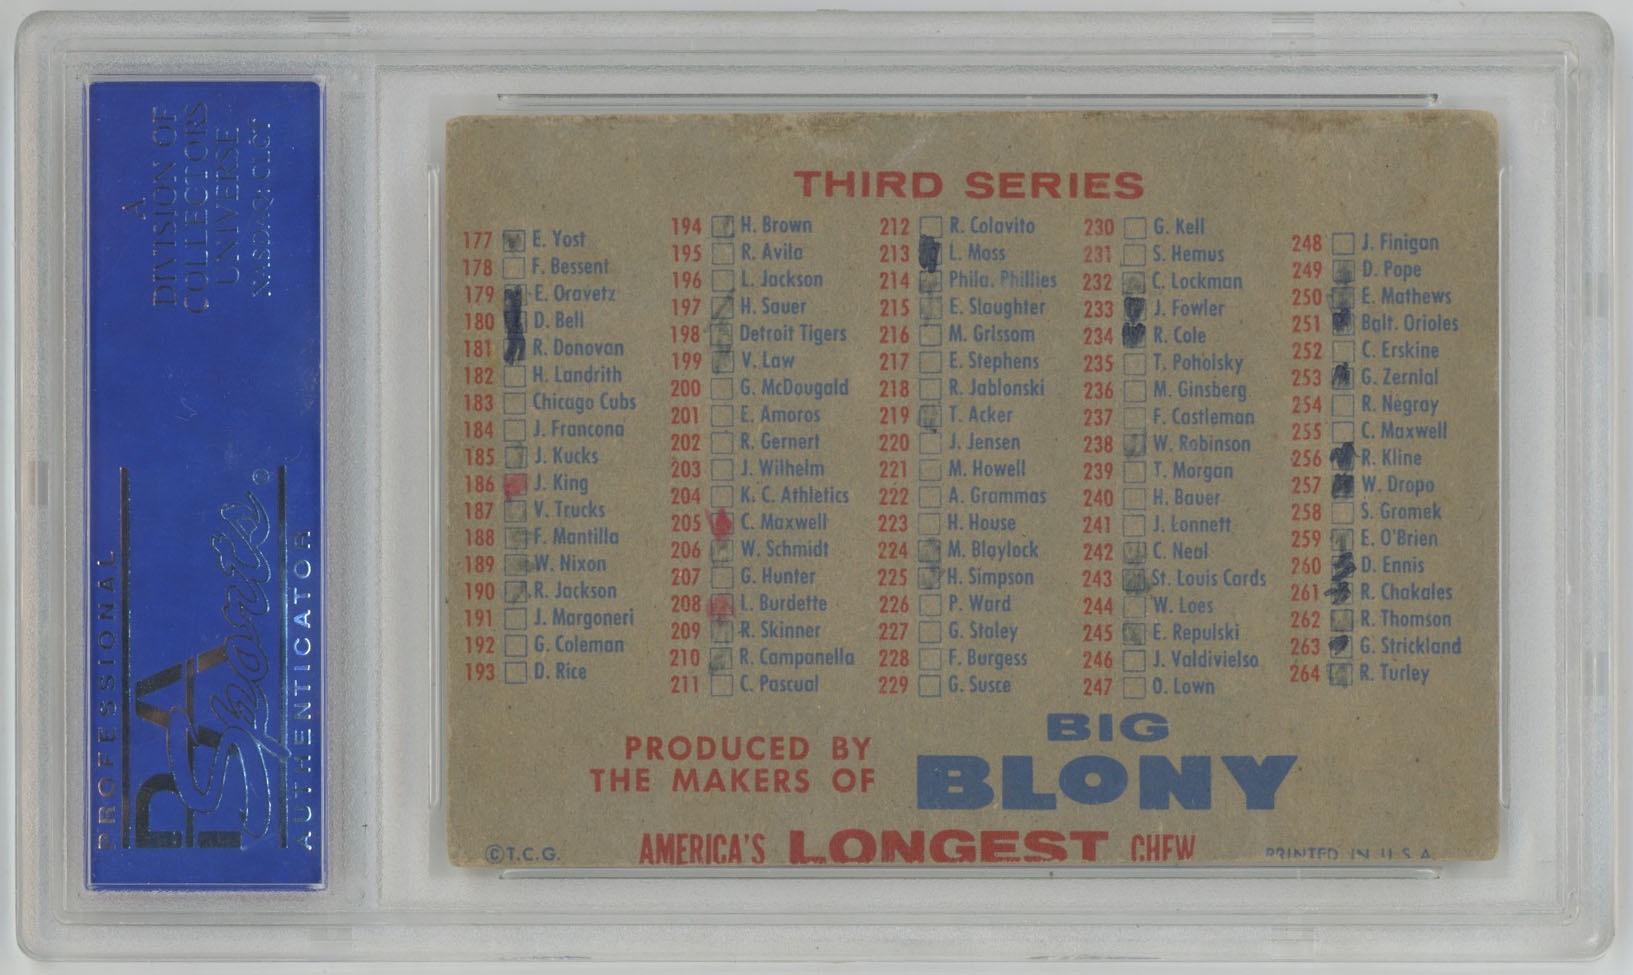 A
DIVISION OF
COLLECTORS
UNIVERSE
NASDAQ: CLCT
PROFESSIONAL
PSA
Sports
®
AUTHENTICATOR
THIRD SERIES
177 E. Yost
178 F. Bessent
179 E. Oravetz
180 D. Bell
181 R. Donovan
182 H. Landrith
183 Chicago Cubs
184 J. Francona
185 J. Kucks
186 J. King
187 V. Trucks
188 F. Mantilla
189 W. Nixon
190 R. Jackson
191 J. Margoneri
192 G. Coleman
193 D. Rice
194 H. Brown
195 R. Avila
196 L. Jackson
197 H. Sauer
198 Detroit Tigers
199 V. Law
200 G. McDougald
201 E. Amoros
202 R. Gernert
203 J. Wilhelm
204 K. C. Athletics
205 C. Maxwell
206 W. Schmidt
207 G. Hunter
208 L. Burdette
209 R. Skinner
210 R. Campanella
211 C. Pascual
212 R. Colavito
213 L. Moss
214 Phila. Phillies
215 E. Slaughter
216 M. Grissom
217 E. Stephens
218 R. Jablonski
219 T. Acker
220 J. Jensen
221 M. Howell
222 A. Grammas
223 H. House
224 M. Blaylock
225 H. Simpson
226 P. Ward
227 G. Staley
228 F. Burgess
229 G. Susce
230 G. Kell
231 S. Hemus
232 C. Lockman
233 J. Fowler
234 R. Cole
235 T. Poholsky
236 M. Ginsberg
237 F. Castleman
238 W. Robinson
239 T. Morgan
240 H. Bauer
241 J. Lonnett
242 C. Neal
243 St. Louis Cards
244 W. Loes
245 E. Repulski
246 J. Valdivielso
247 O. Lown
248 J. Finigan
249 D. Pope
250 E. Mathews
251 Balt. Orioles
252 C. Erskine
253 G. Zernial
254 R. Negray
255 C. Maxwell
256 R. Kline
257 W. Dropo
258 S. Gromek
259 E. O'Brien
260 D. Ennis
261 R. Chakales
262 R. Thomson
263 G. Strickland
264 R. Turley
PRODUCED BY
THE MAKERS OF
BIG
BLONY
AMERICA'S LONGEST CHEW
©T.C.G.
PRINTED IN U.S.A.